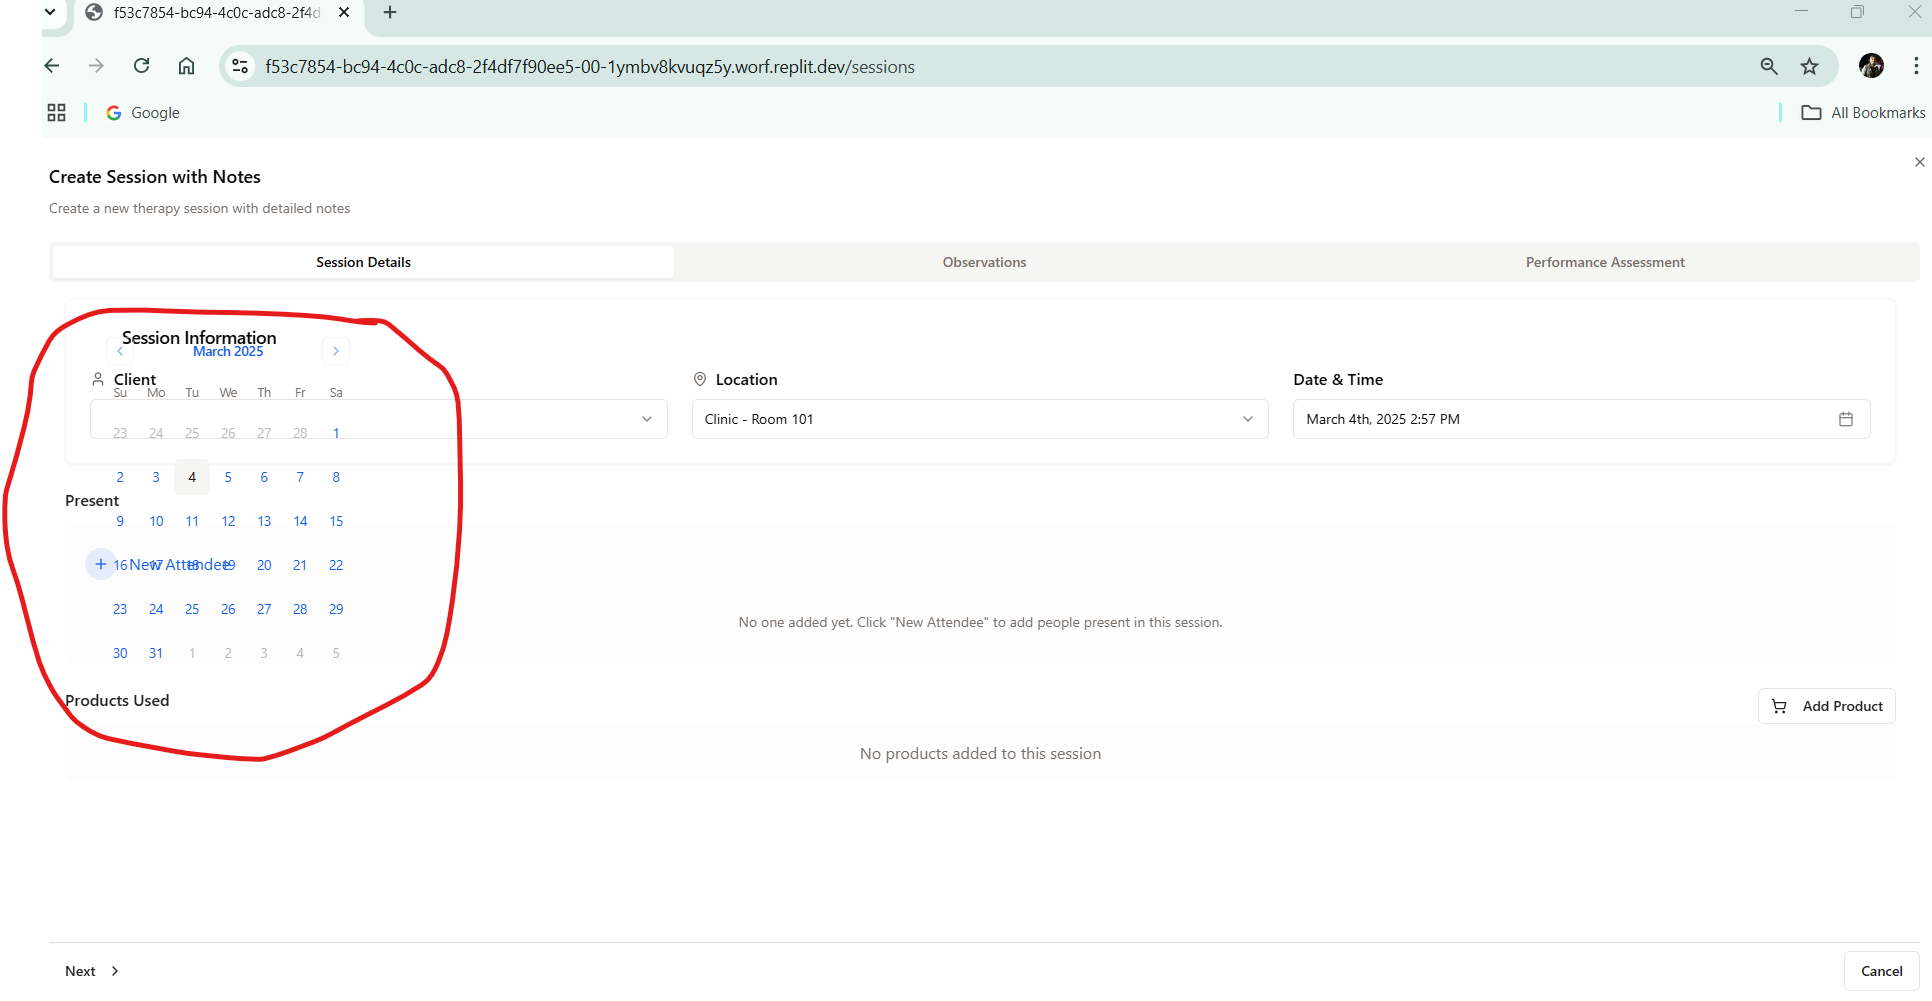 f53c7854-bc94-4c0c-adc8-2f4d
f53c7854-bc94-4c0c-adc8-2f4df7f90ee5-00-1ymbv8kvuqz5y.worf.replit.dev/sessions
Google
All Bookmarks
Create Session with Notes
Create a new therapy session with detailed notes
Session Details Observations Performance Assessment
Session Information
March 2025
Client Location Date & Time
Su Mo Tu We Th Fr Sa
Clinic - Room 101 March 4th, 2025 2:57 PM
23 24 25 26 27 28 1
2 3 4 5 6 7 8
Present
9 10 11 12 13 14 15
+ New Attendee
16 17 18 19 20 21 22
23 24 25 26 27 28 29
No one added yet. Click "New Attendee" to add people present in this session.
30 31 1 2 3 4 5
Products Used
Add Product
No products added to this session
Next
Cancel